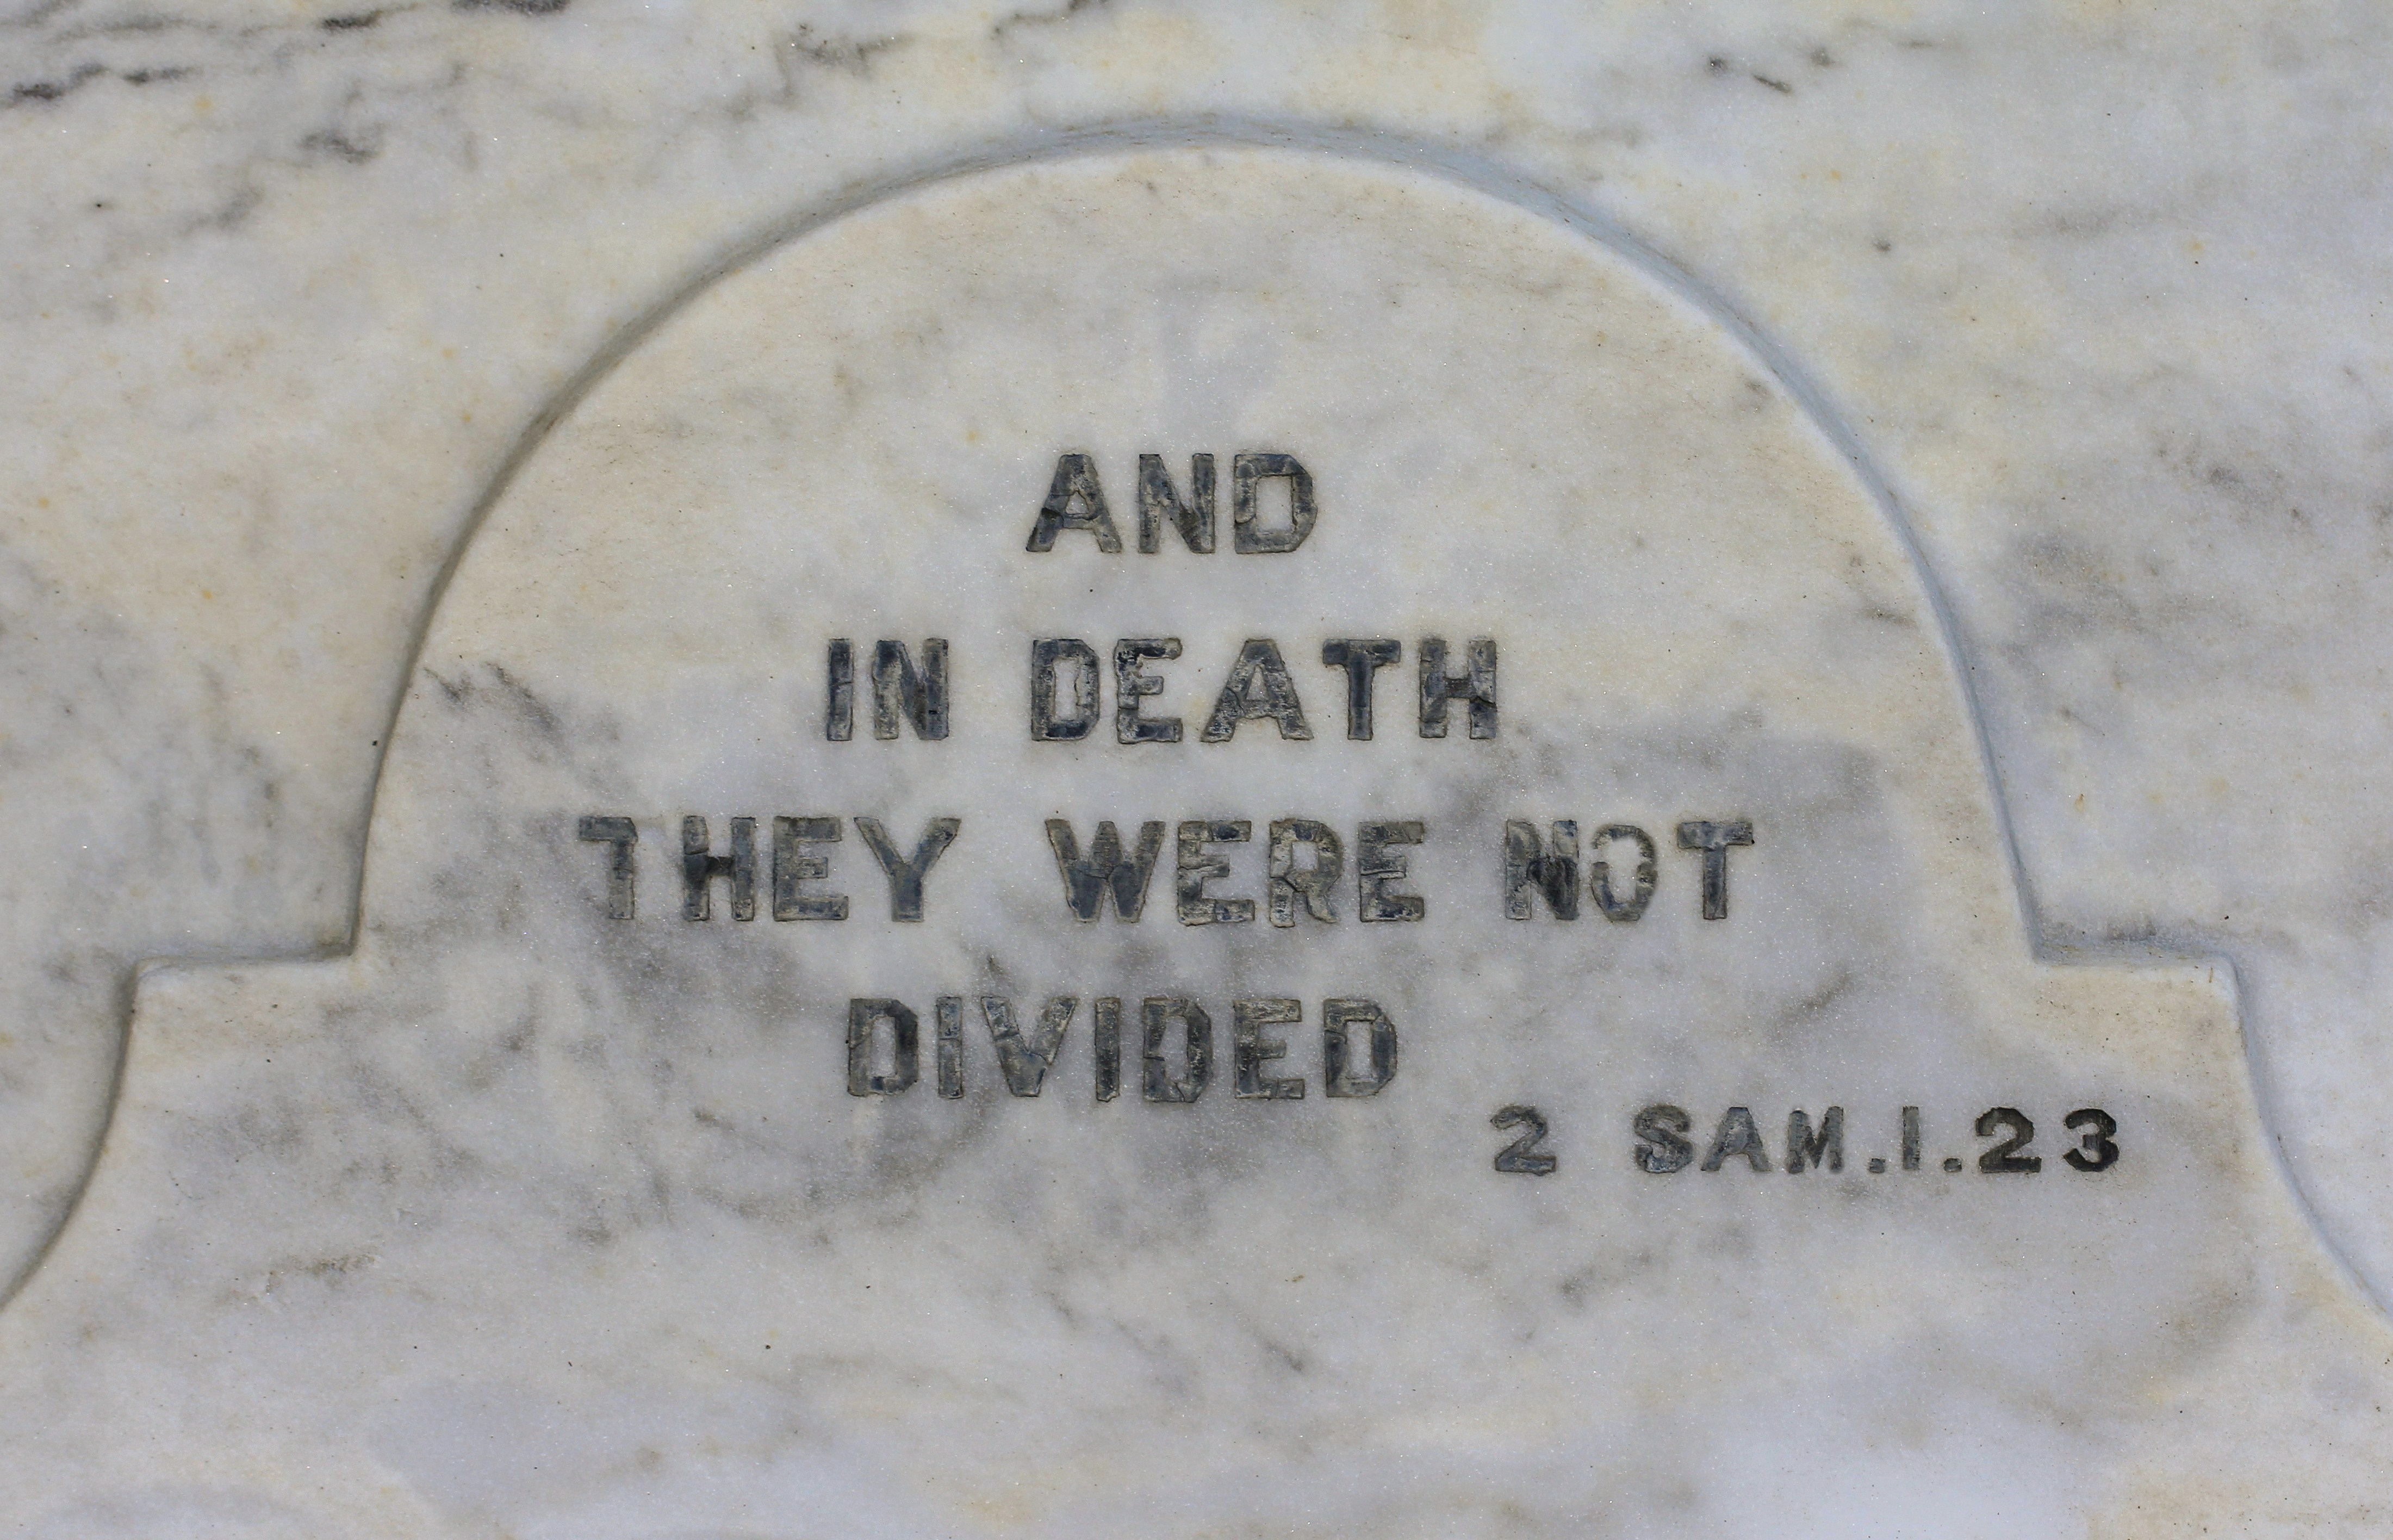 AND
IN DEATH
THEY WERE NOT
DIVIDED
2 SAM.I.23